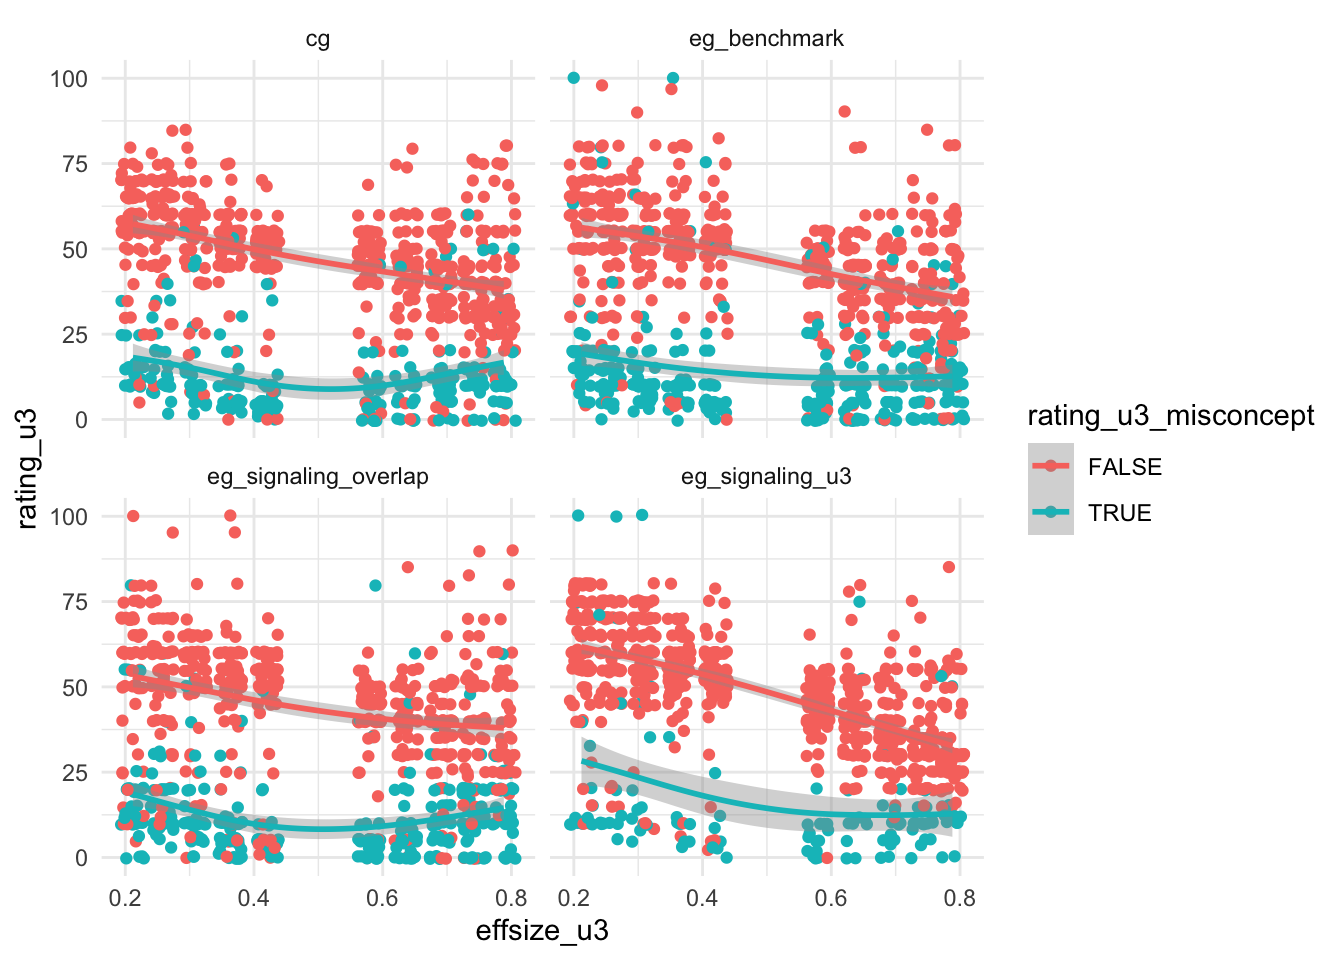 cg
eg_benchmark
100
75
50
25
0
eg_signaling_overlap
eg_signaling_u3
100
75
50
25
0
0.2
0.4
0.6
0.8
0.2
0.4
0.6
0.8
effsize_u3
rating_u3
rating_u3_misconcept
FALSE
TRUE